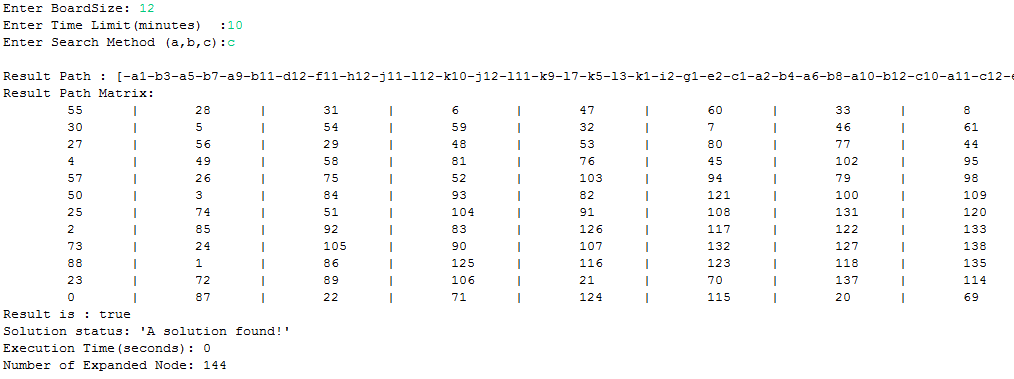 Enter BoardSize: 12
Enter Time Limit(minutes)  :10
Enter Search Method (a,b,c):c
Result Path : [-a1-b3-a5-b7-a9-b11-d12-f11-h12-j11-l12-k10-j12-l11-k9-l7-k5-l3-k1-i2-g1-e2-c1-a2-b4-a6-b8-a10-b12-c10-a11-c12-e
Result Path Matrix:
55 | 28 | 31 | 6 | 47 | 60 | 33 | 8
30 | 5 | 54 | 59 | 32 | 7 | 46 | 61
27 | 56 | 29 | 48 | 53 | 80 | 77 | 44
4 | 49 | 58 | 81 | 76 | 45 | 102 | 95
57 | 26 | 75 | 52 | 103 | 94 | 79 | 98
50 | 3 | 84 | 93 | 82 | 121 | 100 | 109
25 | 74 | 51 | 104 | 91 | 108 | 131 | 120
2 | 85 | 92 | 83 | 126 | 117 | 122 | 133
73 | 24 | 105 | 90 | 107 | 132 | 127 | 138
88 | 1 | 86 | 125 | 116 | 123 | 118 | 135
23 | 72 | 89 | 106 | 21 | 70 | 137 | 114
0 | 87 | 22 | 71 | 124 | 115 | 20 | 69
Result is : true
Solution status: 'A solution found!'
Execution Time(seconds): 0
Number of Expanded Node: 144